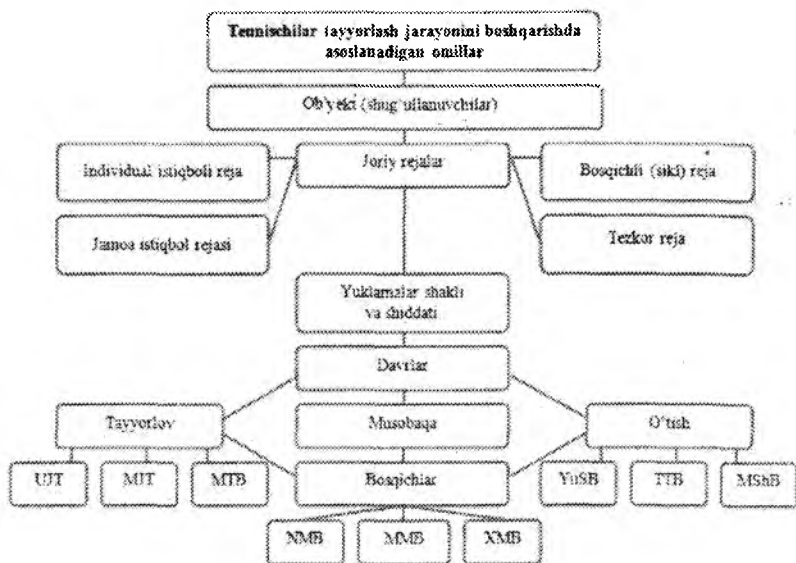 Tennischilar tayyorlash jarayonini boshqarishda
asoslanadigan omillar
Ob'yekt (shug'ullanuvchilar)
Individual istiqboli reja
Joriy rejalar
Bosqichli (sikl) reja
Jamoa istiqbol rejasi
Tezkor reja
Yuklamalar shakli
va shiddati
Davrlar
Tayyorlov
Musobaqa
O'tish
UJT
MJT
MTB
Bosqichlar
YuSB
TTB
MShB
NMB
MMB
XMB